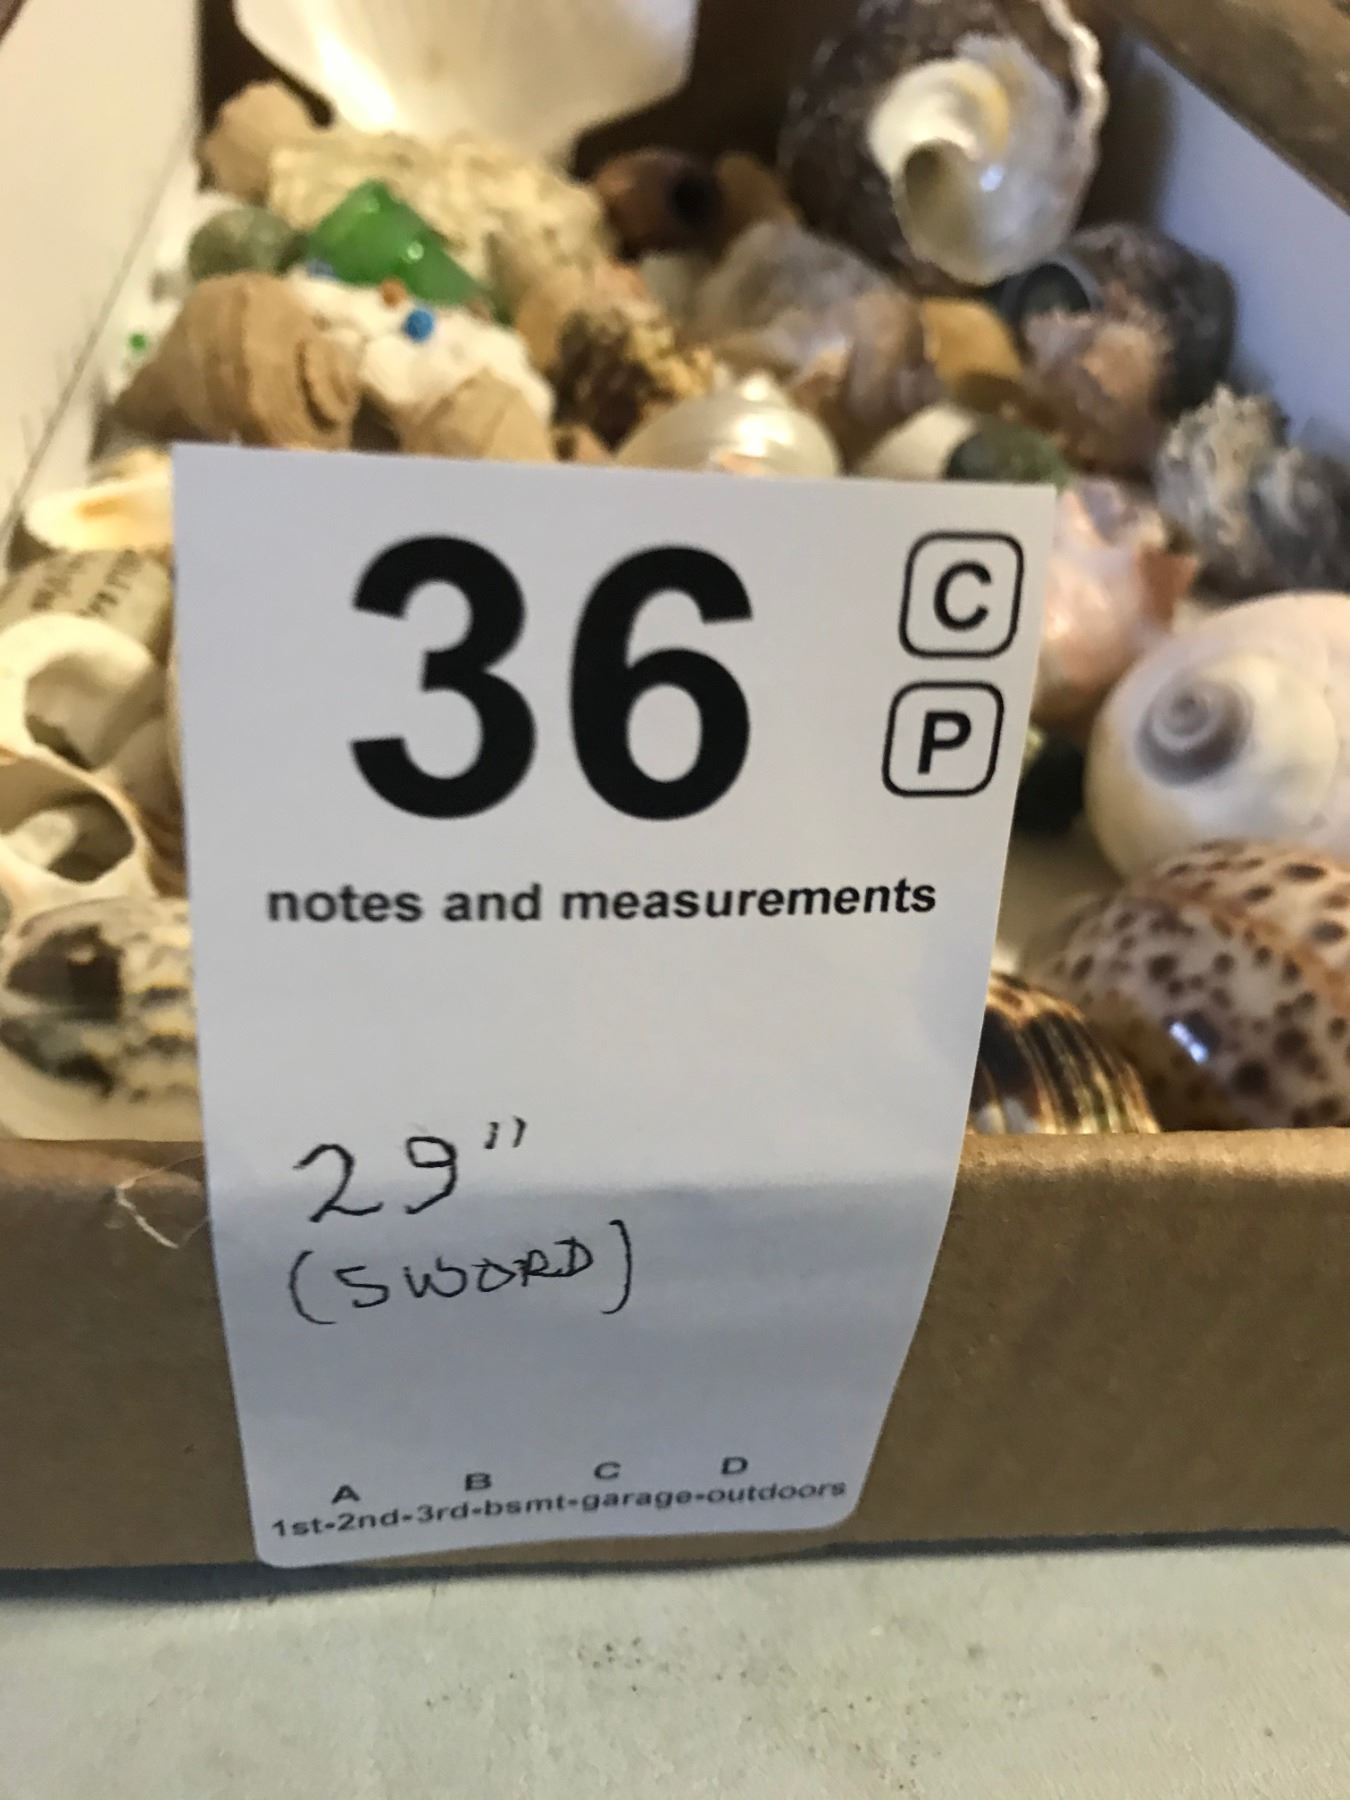 36
C
P
notes and measurements
29"
(SWORD)
A B C D
1st-2nd-3rd-bsmt-garage-outdoors